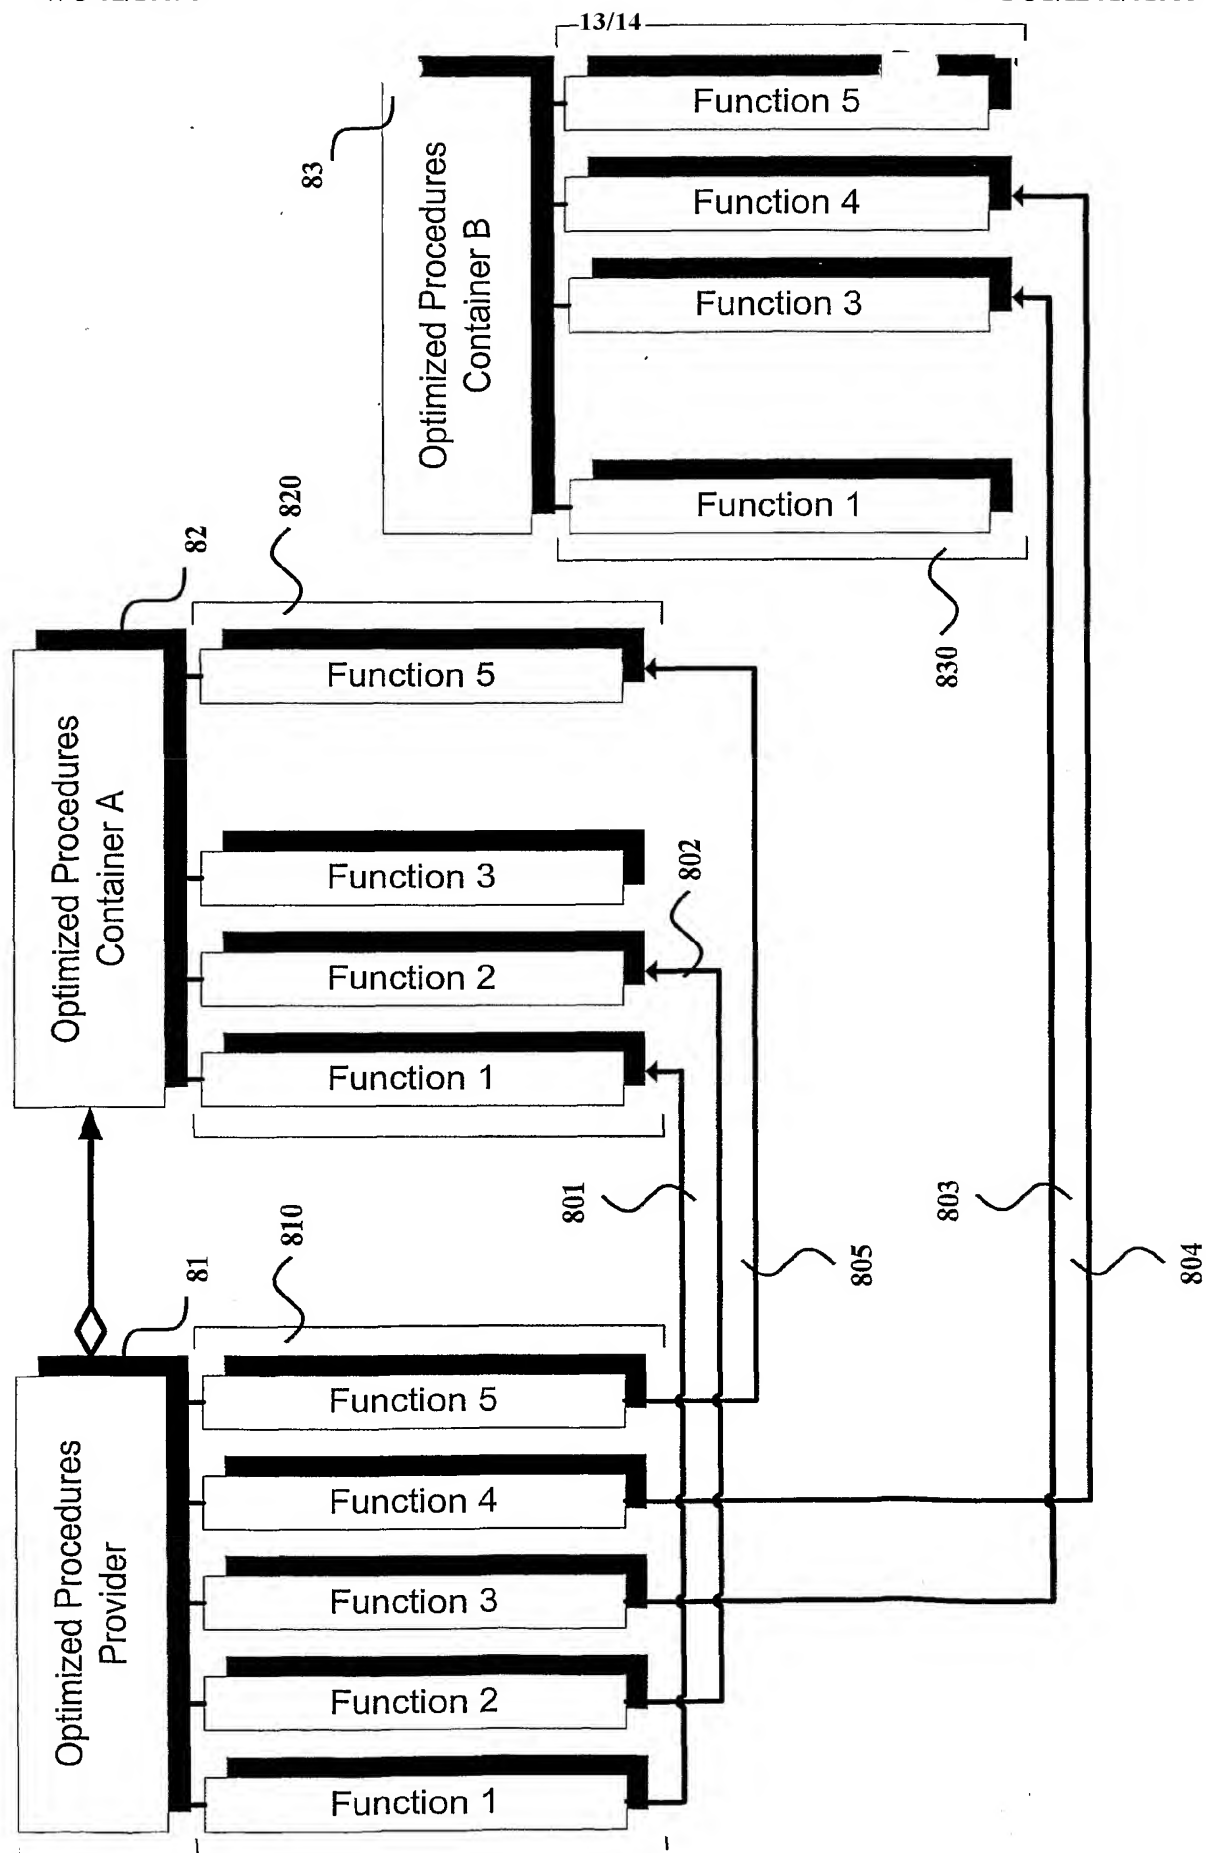 13/14
83
Optimized Procedures
Container B
Function 5
Function 4
Function 3
Function 1
830
82
820
Optimized Procedures
Container A
Function 5
Function 3
Function 2
Function 1
802
801
805
803
804
81
810
Optimized Procedures
Provider
Function 5
Function 4
Function 3
Function 2
Function 1